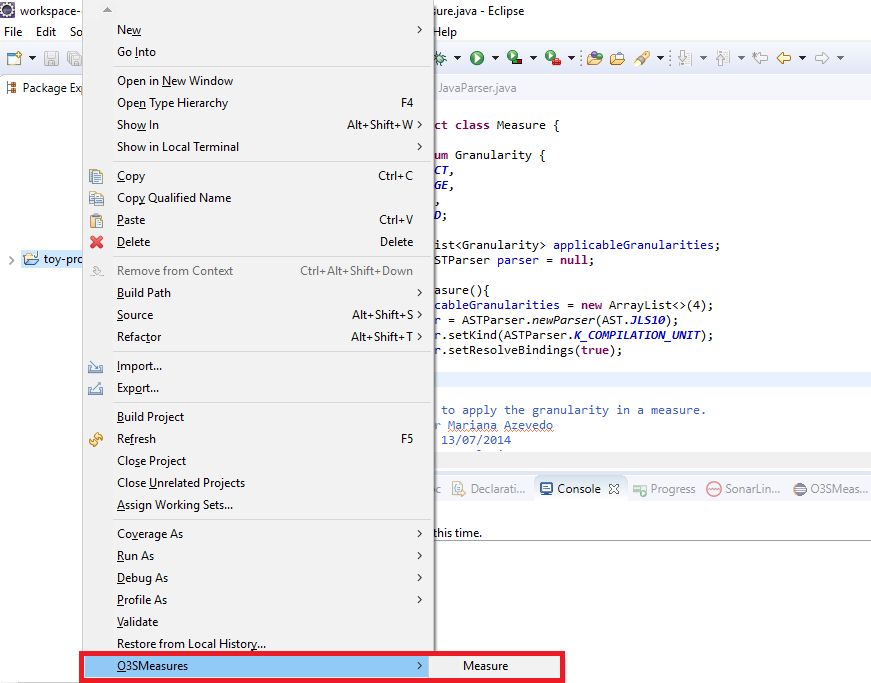 workspace-
sure.java - Eclipse
File Edit So
Help
Package Exp
JavaParser.java
toy-pro
New
Go Into
Open in New Window
Open Type Hierarchy F4
Show In Alt+Shift+W
Show in Local Terminal
Copy Ctrl+C
Copy Qualified Name
Paste Ctrl+V
Delete Delete
Remove from Context Ctrl+Alt+Shift+Down
Build Path
Source Alt+Shift+S
Refactor Alt+Shift+T
Import...
Export...
Build Project
Refresh F5
Close Project
Close Unrelated Projects
Assign Working Sets...
Coverage As
Run As
Debug As
Profile As
Validate
Restore from Local History...
O3SMeasures
Measure
ct class Measure {
um Granularity {
CT,
GE,
,
D;
ist<Granularity> applicableGranularities;
STParser parser = null;
asure(){
cableGranularities = new ArrayList<>(4);
r = ASTParser.newParser(AST.JLS10);
r.setKind(ASTParser.K_COMPILATION_UNIT);
r.setResolveBindings(true);
to apply the granularity in a measure.
r Mariana Azevedo
13/07/2014
oc Declarati... Console Progress SonarLin... O3SMeas...
this time.